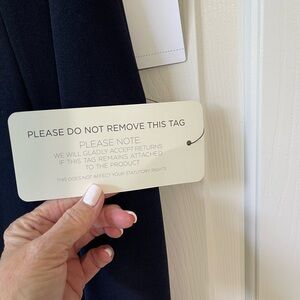 PLEASE DO NOT REMOVE THIS TAG
PLEASE NOTE:
WE WILL GLADLY ACCEPT RETURNS
IF THIS TAG REMAINS ATTACHED
TO THE PRODUCT
THIS DOES NOT AFFECT YOUR STATUTORY RIGHTS